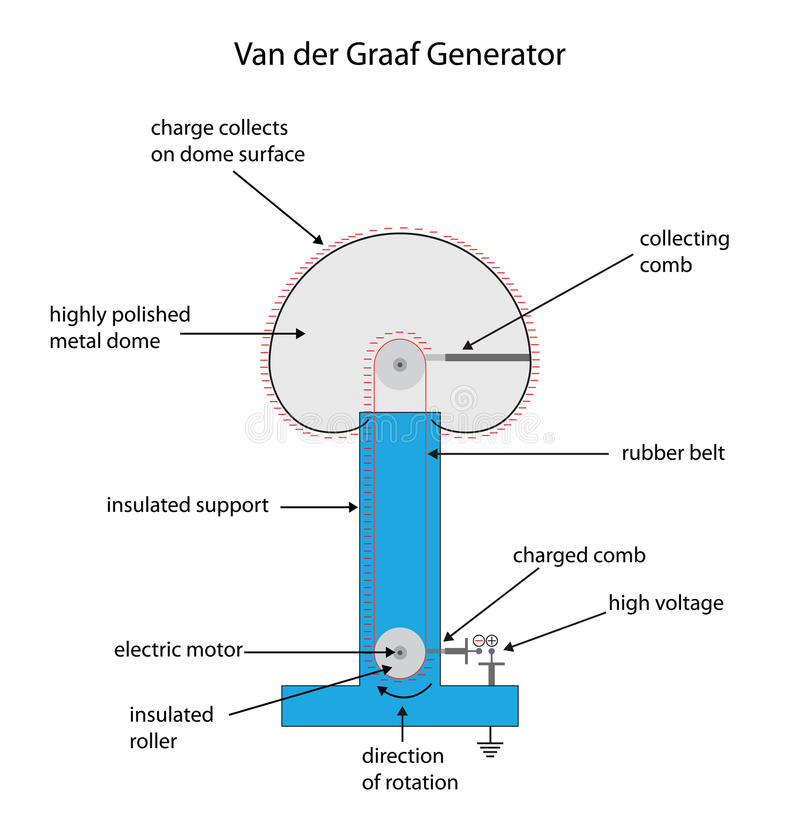 Van der Graaf Generator
charge collects
on dome surface
collecting
comb
highly polished
metal dome
dreamstime
rubber belt
insulated support
charged comb
high voltage
− +
electric motor
insulated
roller
direction
of rotation